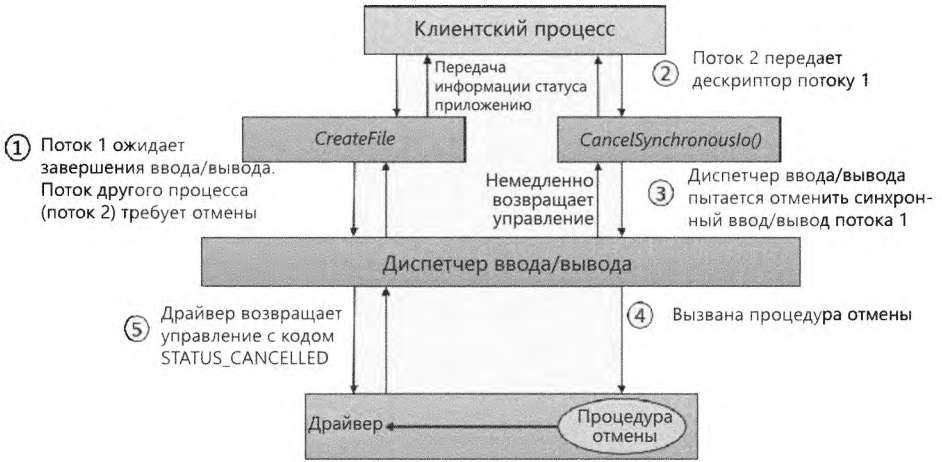 Клиентский процесс
Передача
информации статуса
приложению
② Поток 2 передает
дескриптор потоку 1
CreateFile
CancelSynchronousIo()
① Поток 1 ожидает
завершения ввода/вывода.
Поток другого процесса
(поток 2) требует отмены
Немедленно
возвращает
управление
③ Диспетчер ввода/вывода
пытается отменить синхрон-
ный ввод/вывод потока 1
Диспетчер ввода/вывода
⑤ Драйвер возвращает
управление с кодом
STATUS_CANCELLED
④ Вызвана процедура отмены
Драйвер
Процедура
отмены